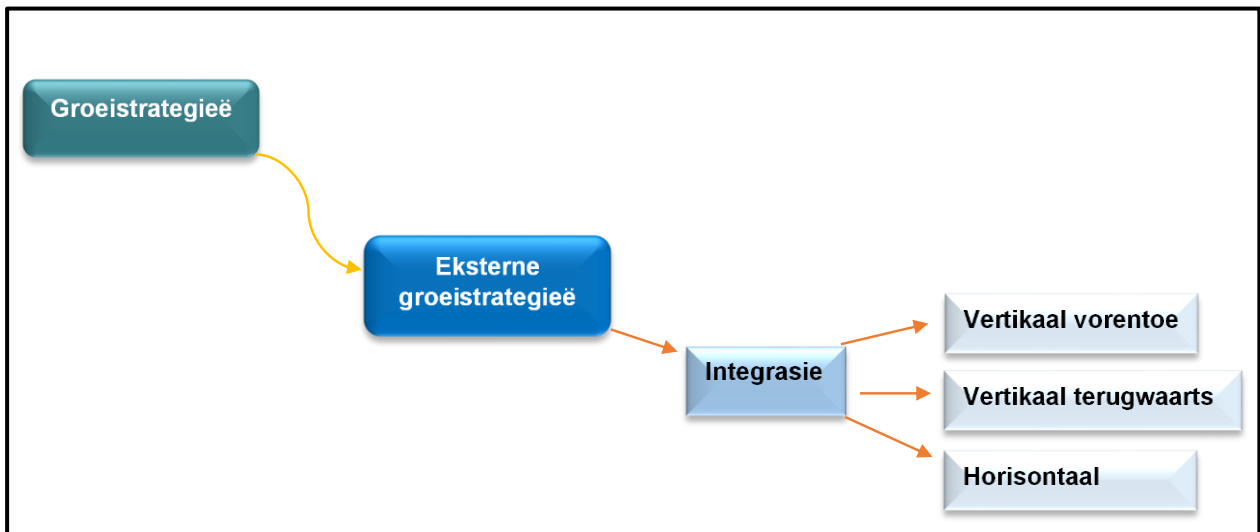 Groeistrategieë
Eksterne
groeistrategieë
Integrasie
Vertikaal vorentoe
Vertikaal terugwaarts
Horisontaal